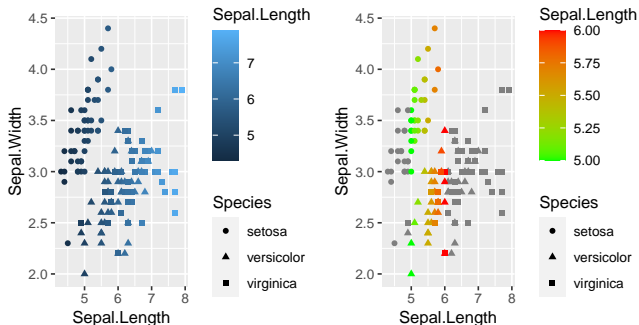 Sepal.Length
Sepal.Width
4.5
4.0
3.5
3.0
2.5
2.0
5 6 7 8
Sepal.Length
7
6
5
Species
setosa
versicolor
virginica
Sepal.Length
Sepal.Width
4.5
4.0
3.5
3.0
2.5
2.0
5 6 7 8
Sepal.Length
6.00
5.75
5.50
5.25
5.00
Species
setosa
versicolor
virginica